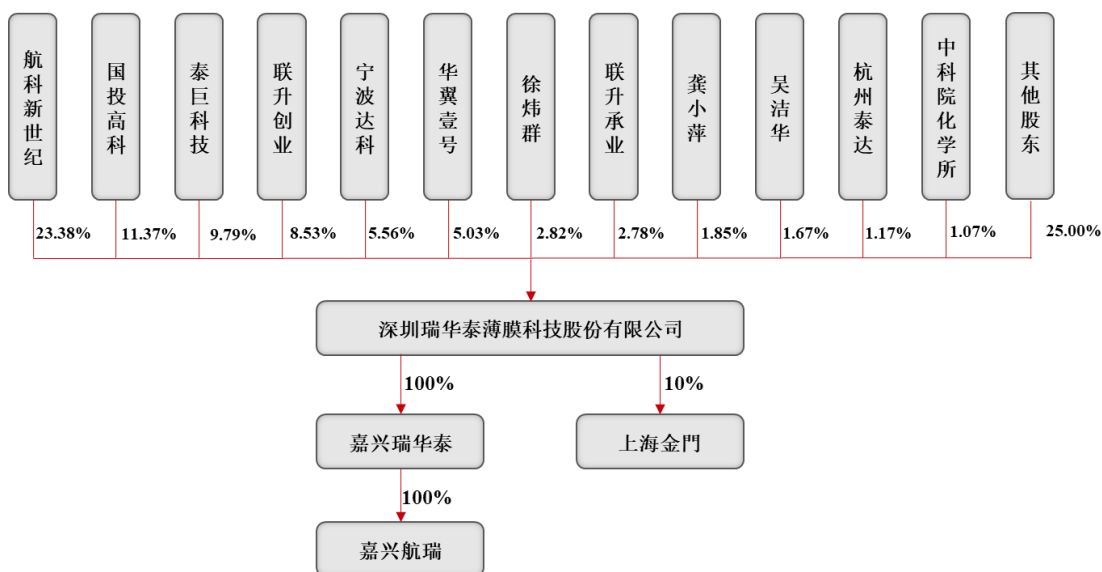 航科新世纪
国投高科
泰巨科技
联升创业
宁波达科
华翼壹号
徐炜群
联升承业
龚小萍
吴洁华
杭州泰达
中科院化学所
其他股东
23.38%
11.37%
9.79%
8.53%
5.56%
5.03%
2.82%
2.78%
1.85%
1.67%
1.17%
1.07%
25.00%
深圳瑞华泰薄膜科技股份有限公司
100%
10%
嘉兴瑞华泰
上海金門
100%
嘉兴航瑞